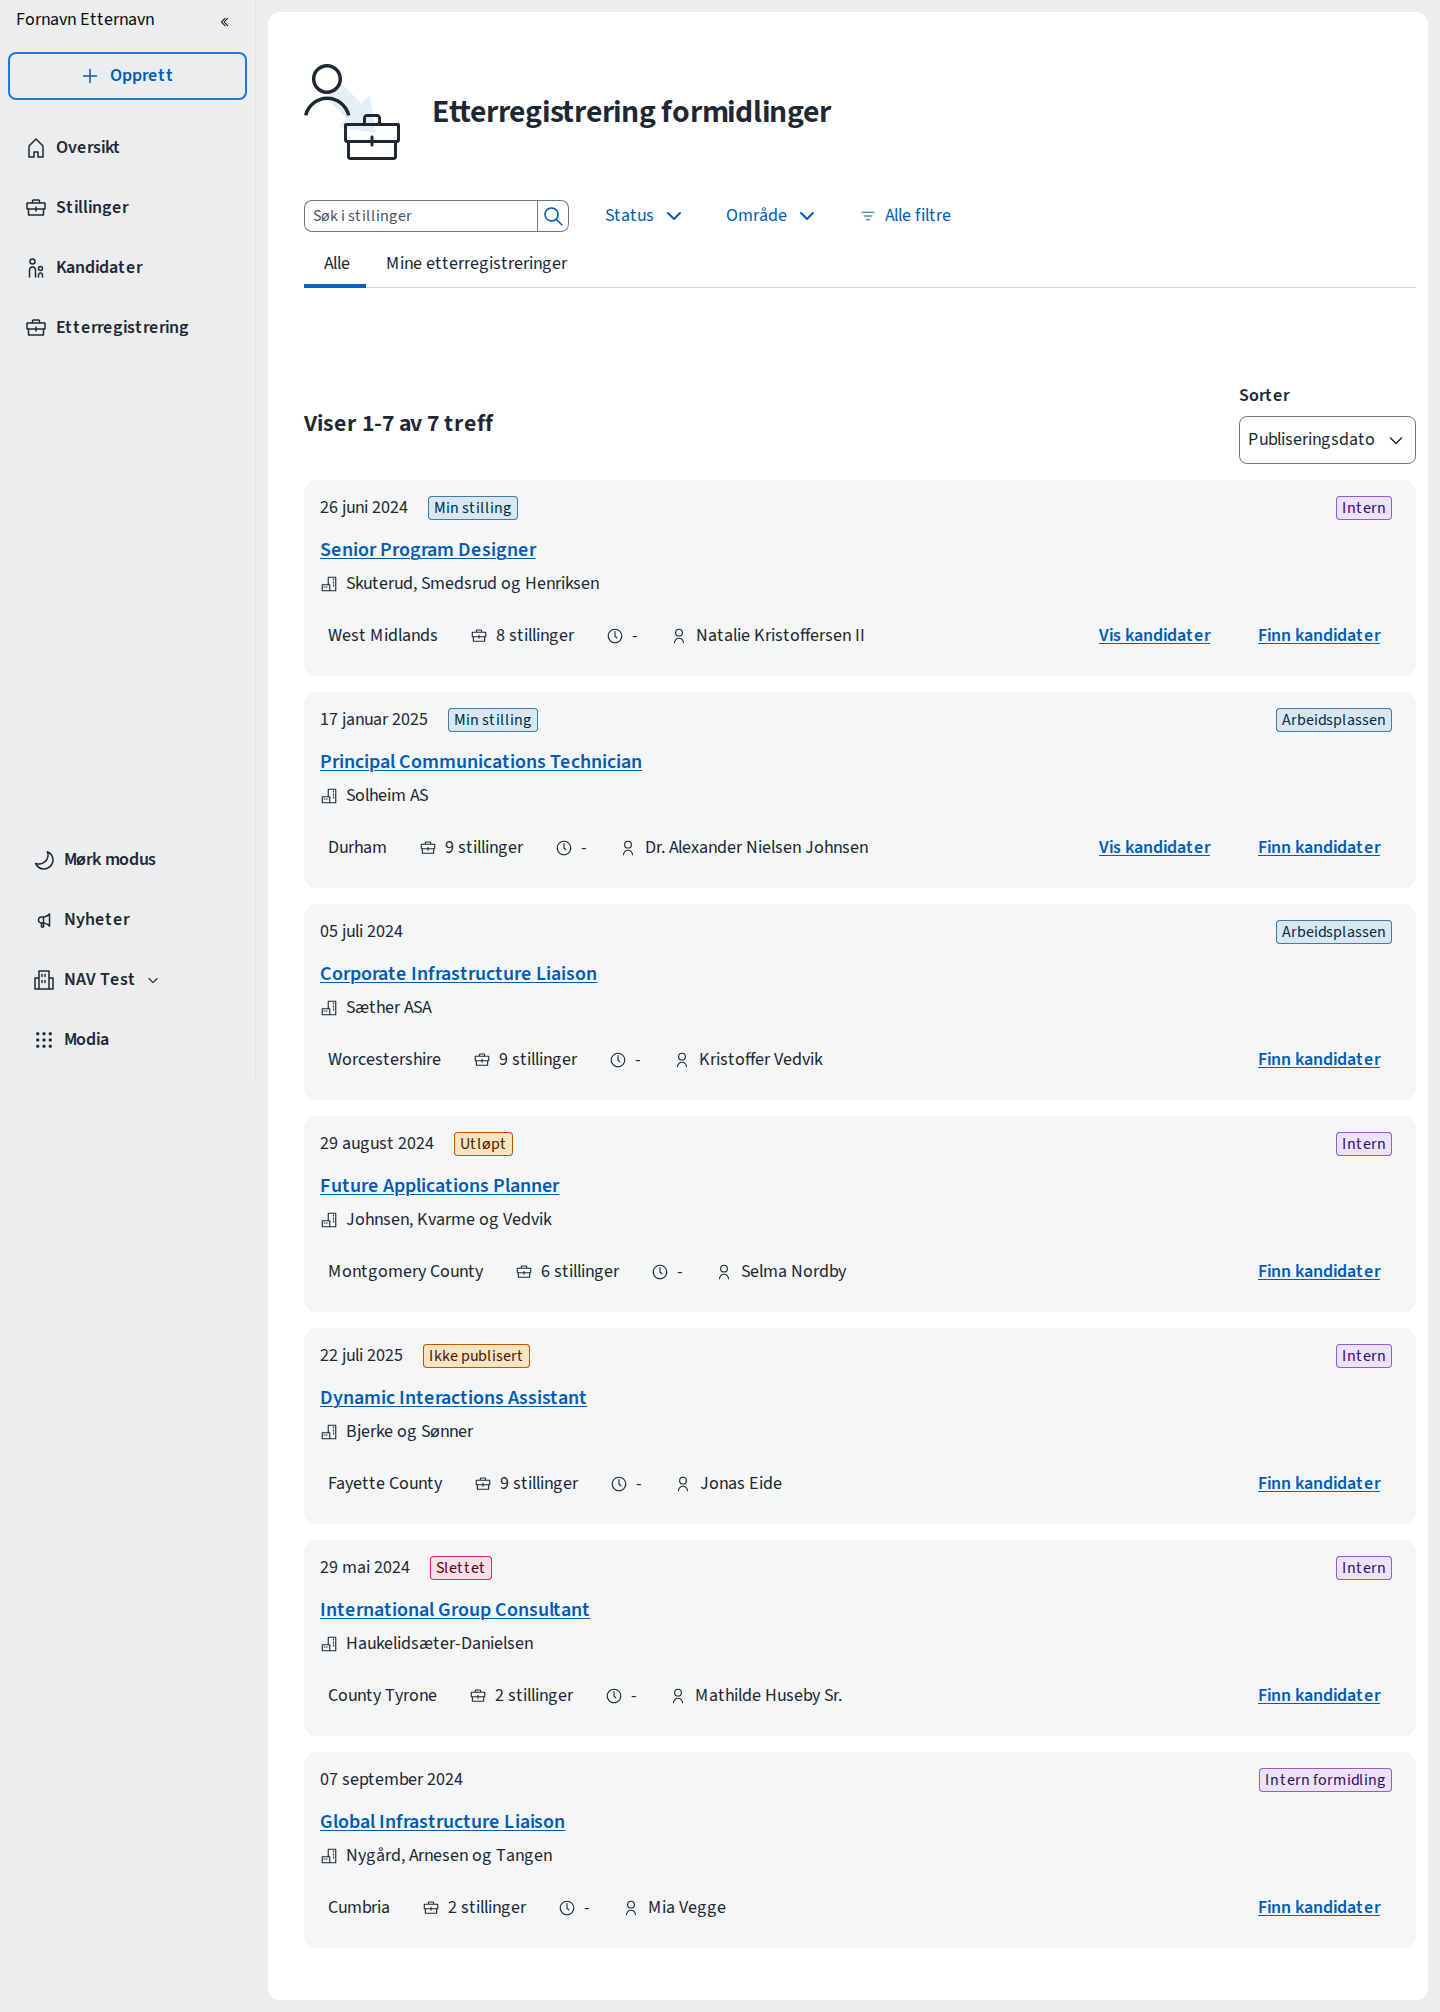 Fornavn Etternavn
Opprett
Oversikt
Stillinger
Kandidater
Etterregistrering
Mørk modus
Nyheter
NAV Test
Modia
Etterregistrering formidlinger
Søk i stillinger
Status
Område
Alle filtre
Alle
Mine etterregistreringer
Viser 1-7 av 7 treff
Sorter
Publiseringsdato
26 juni 2024 Min stilling Intern
Senior Program Designer
Skuterud, Smedsrud og Henriksen
West Midlands 8 stillinger - Natalie Kristoffersen II Vis kandidater Finn kandidater
17 januar 2025 Min stilling Arbeidsplassen
Principal Communications Technician
Solheim AS
Durham 9 stillinger - Dr. Alexander Nielsen Johnsen Vis kandidater Finn kandidater
05 juli 2024 Arbeidsplassen
Corporate Infrastructure Liaison
Sæther ASA
Worcestershire 9 stillinger - Kristoffer Vedvik Finn kandidater
29 august 2024 Utløpt Intern
Future Applications Planner
Johnsen, Kvarme og Vedvik
Montgomery County 6 stillinger - Selma Nordby Finn kandidater
22 juli 2025 Ikke publisert Intern
Dynamic Interactions Assistant
Bjerke og Sønner
Fayette County 9 stillinger - Jonas Eide Finn kandidater
29 mai 2024 Slettet Intern
International Group Consultant
Haukelidsæter-Danielsen
County Tyrone 2 stillinger - Mathilde Huseby Sr. Finn kandidater
07 september 2024 Intern formidling
Global Infrastructure Liaison
Nygård, Arnesen og Tangen
Cumbria 2 stillinger - Mia Vegge Finn kandidater